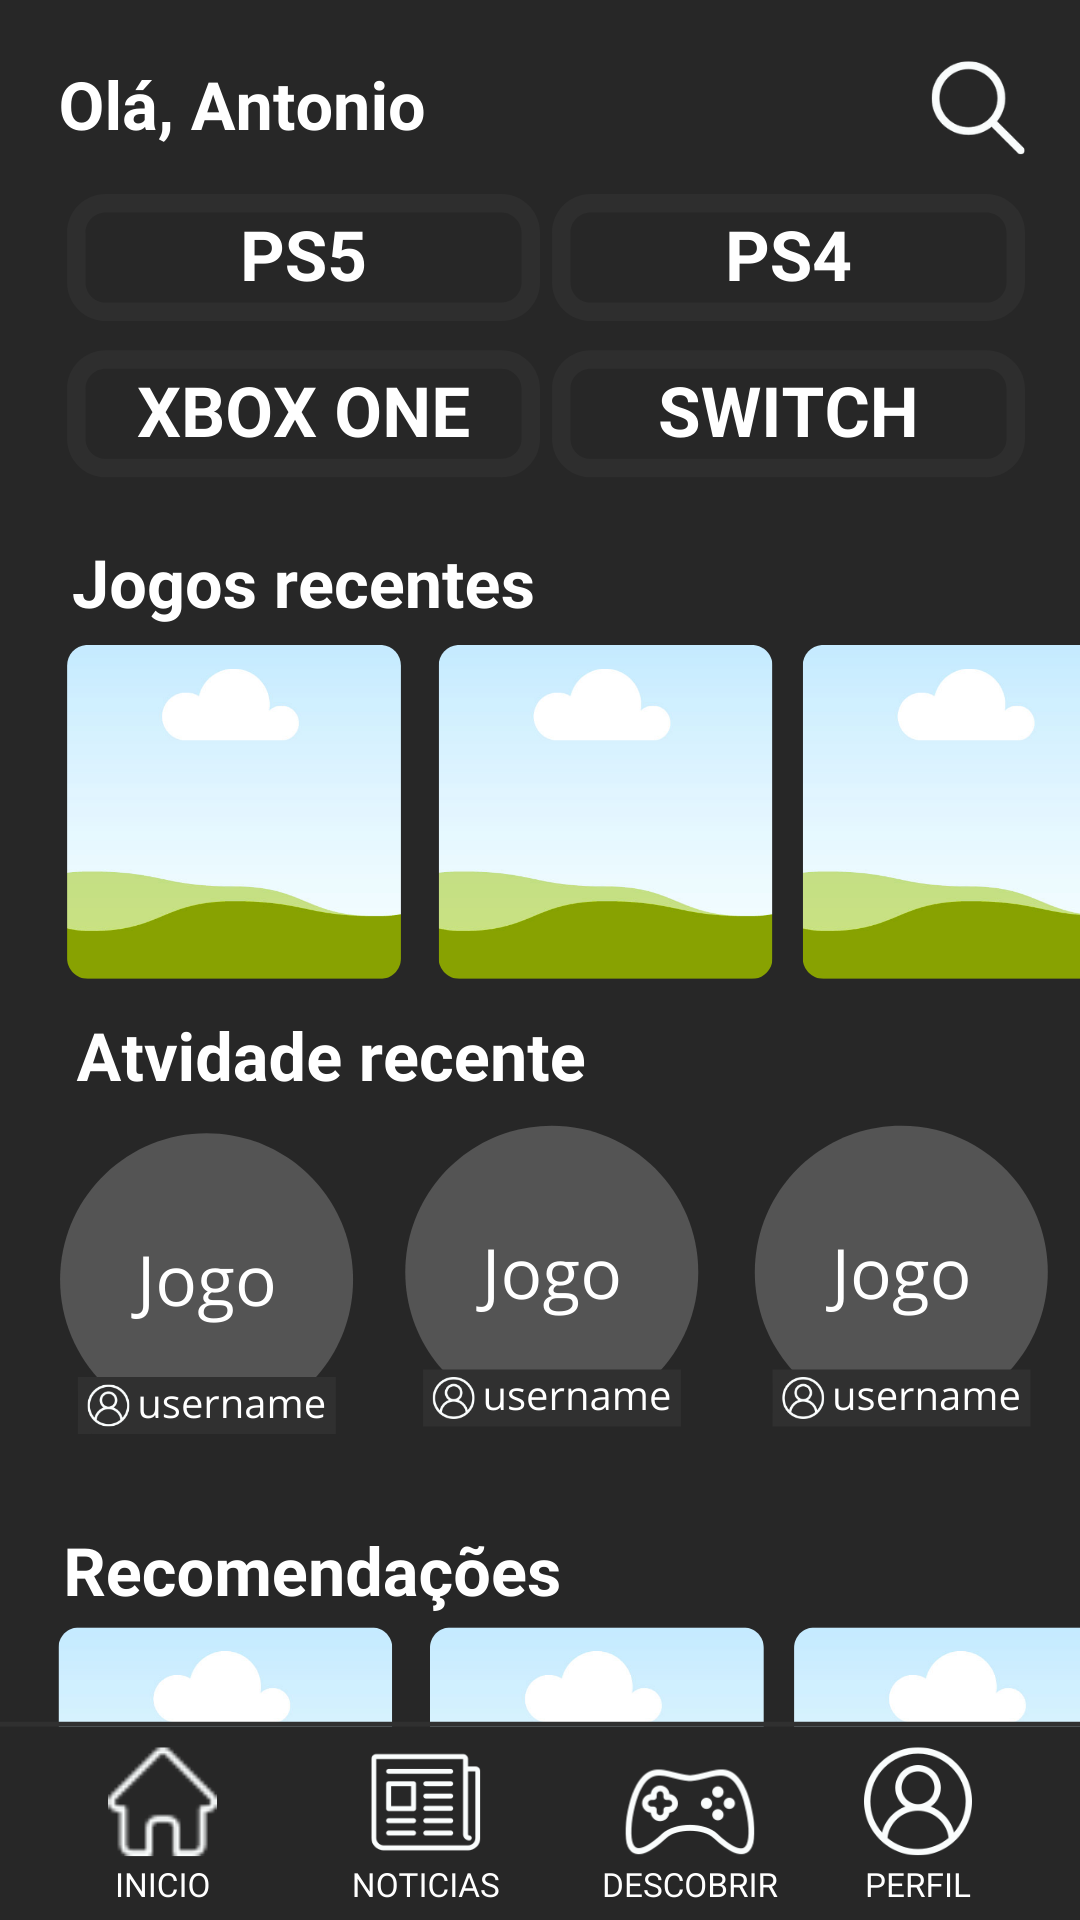 Olá, Antonio
PS5
PS4
XBOX ONE
SWITCH
Jogos recentes
Atvidade recente
Jogo
Jogo
Jogo
username
username
username
Recomendações
INICIO
NOTICIAS
DESCOBRIR
PERFIL